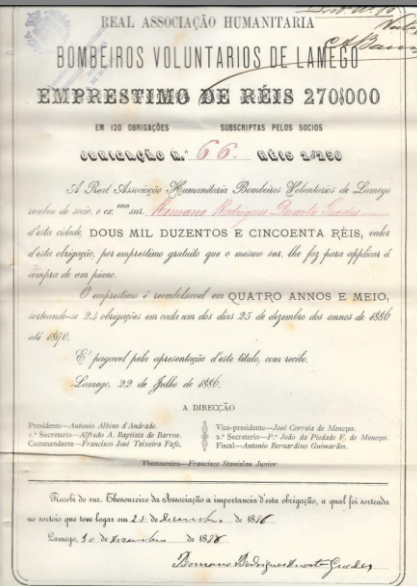 REAL ASSOCIAÇÃO HUMANITARIA
BOMBEIROS VOLUNTARIOS DE LAMEGO
EMPRESTIMO DE RÉIS 270$000
EM 120 OBRIGAÇÕES SUBSCRIPTAS PELOS SOCIOS
OBRIGAÇÃO N.º 66. RÉIS 2$250
A Real Associação Humanitaria Bombeiros Voluntarios de Lamego
recebeu do socio, o ex.mo snr. Romano Rodrigues Duarte Guedes
d'esta cidade, DOUS MIL DUZENTOS E CINCOENTA RÉIS, valor
d'esta obrigação, por emprestimo gratuito que o mesmo snr. lhe fez para applicar á
compra de um piano.
O emprestimo é reembolsavel em QUATRO ANNOS E MEIO,
sorteando-se 24 obrigações em cada um dos dias 25 de dezembro dos annos de 1886
até 1890.
E' pagavel pela apresentação d'este titulo, com recibo.
Lamego, 22 de Julho de 1886.
A DIRECÇÃO
Presidente—Antonio Albino d'Andrade.
1.º Secretario—Alfredo A. Baptista de Barros.
Commandante—Francisco José Teixeira Fafe.
Vice-presidente—José Correia de Menezes.
2.º Secretario—P.e João da Piedade F. de Menezes.
Fiscal—Antonio Bernardino Guimarães.
Thesoureiro—Francisco Stanislau Junior
Recebi do snr. Thesoureiro da Associação a importancia d'esta obrigação, a qual foi sorteada
no sorteio que teve logar em 25 de Dezembro de 1886
Lamego, 30 de Dezembro de 1886
Romano Rodrigues Duarte Guedes